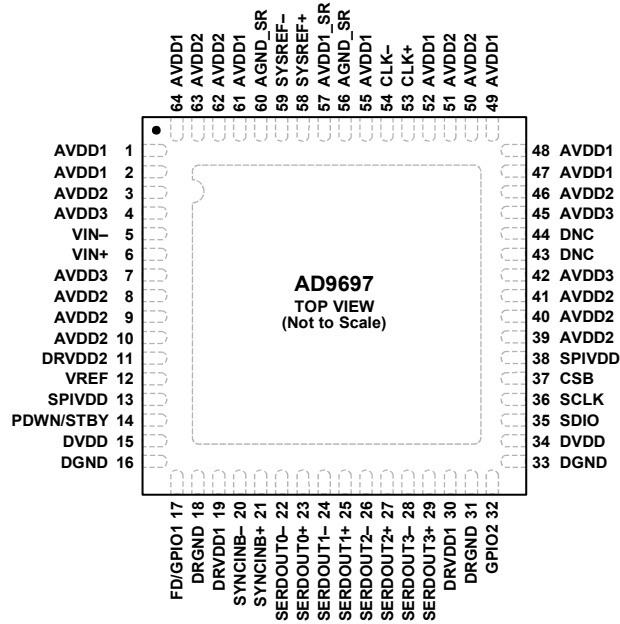 64 AVDD1
63 AVDD2
62 AVDD2
61 AVDD1
60 AGND_SR
59 SYSREF–
58 SYSREF+
57 AVDD1_SR
56 AGND_SR
55 AVDD1
54 CLK–
53 CLK+
52 AVDD1
51 AVDD2
50 AVDD2
49 AVDD1
AVDD1 1
AVDD1 2
AVDD2 3
AVDD3 4
VIN– 5
VIN+ 6
AVDD3 7
AVDD2 8
AVDD2 9
AVDD2 10
DRVDD2 11
VREF 12
SPIVDD 13
PDWN/STBY 14
DVDD 15
DGND 16
AD9697
TOP VIEW
(Not to Scale)
48 AVDD1
47 AVDD1
46 AVDD2
45 AVDD3
44 DNC
43 DNC
42 AVDD3
41 AVDD2
40 AVDD2
39 AVDD2
38 SPIVDD
37 CSB
36 SCLK
35 SDIO
34 DVDD
33 DGND
FD/GPIO1 17
DRGND 18
DRVDD1 19
SYNCINB– 20
SYNCINB+ 21
SERDOUT0– 22
SERDOUT0+ 23
SERDOUT1– 24
SERDOUT1+ 25
SERDOUT2– 26
SERDOUT2+ 27
SERDOUT3– 28
SERDOUT3+ 29
DRVDD1 30
DRGND 31
GPIO2 32